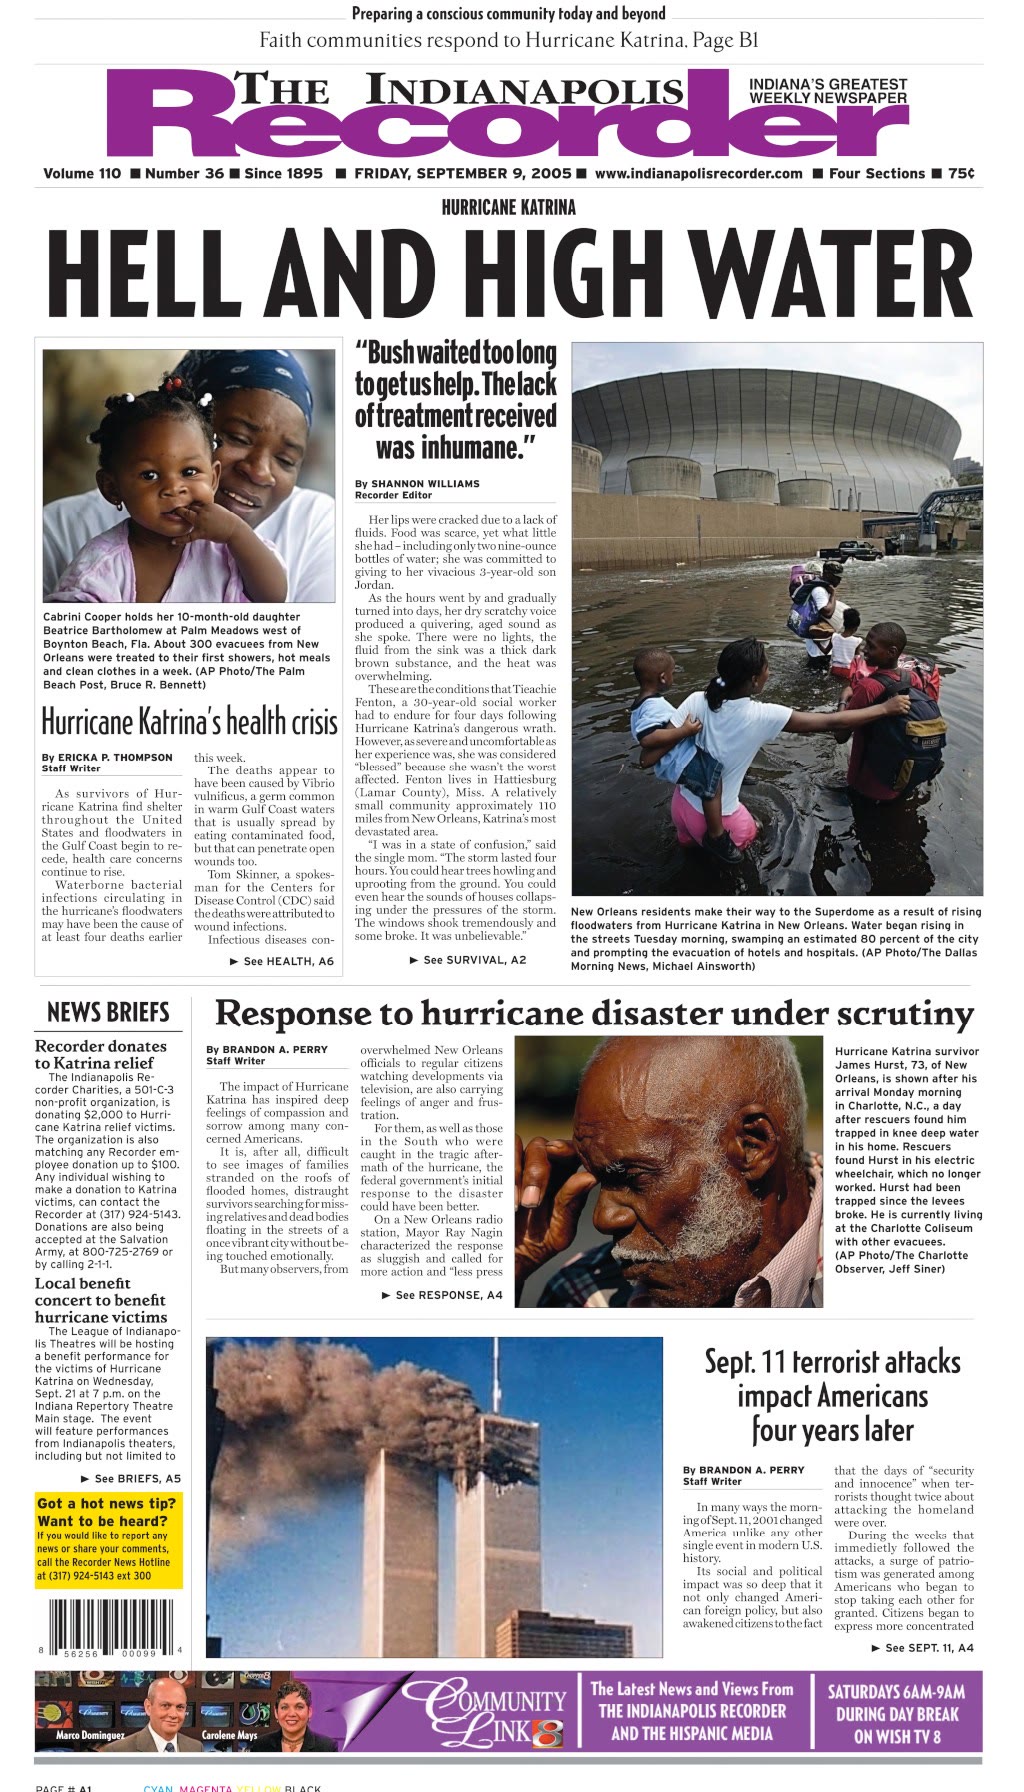 Preparing a conscious community today and beyond
Faith communities respond to Hurricane Katrina, Page B1
THE INDIANAPOLIS
Recorder
INDIANA'S GREATEST
WEEKLY NEWSPAPER
Volume 110 ■ Number 36 ■ Since 1895 ■ FRIDAY, SEPTEMBER 9, 2005 ■ www.indianapolisrecorder.com ■ Four Sections ■ 75¢
HURRICANE KATRINA
HELL AND HIGH WATER
Cabrini Cooper holds her 10-month-old daughter
Beatrice Bartholomew at Palm Meadows west of
Boynton Beach, Fla. About 300 evacuees from New
Orleans were treated to their first showers, hot meals
and clean clothes in a week. (AP Photo/The Palm
Beach Post, Bruce R. Bennett)
Hurricane Katrina's health crisis
By ERICKA P. THOMPSON
Staff Writer
As survivors of Hur-
ricane Katrina find shelter
throughout the United
States and floodwaters in
the Gulf Coast begin to re-
cede, health care concerns
continue to rise.
Waterborne bacterial
infections circulating in
the hurricane's floodwaters
may have been the cause of
at least four deaths earlier
this week.
The deaths appear to
have been caused by Vibrio
vulnificus, a germ common
in warm Gulf Coast waters
that is usually spread by
eating contaminated food,
but that can penetrate open
wounds too.
Tom Skinner, a spokes-
man for the Centers for
Disease Control (CDC) said
the deaths were attributed to
wound infections.
Infectious diseases con-
► See HEALTH, A6
"Bush waited too long
to get us help. The lack
of treatment received
was inhumane."
By SHANNON WILLIAMS
Recorder Editor
Her lips were cracked due to a lack of
fluids. Food was scarce, yet what little
she had – including only two nine-ounce
bottles of water; she was committed to
giving to her vivacious 3-year-old son
Jordan.
As the hours went by and gradually
turned into days, her dry scratchy voice
produced a quivering, aged sound as
she spoke. There were no lights, the
fluid from the sink was a thick dark
brown substance, and the heat was
overwhelming.
These are the conditions that Tieachie
Fenton, a 30-year-old social worker
had to endure for four days following
Hurricane Katrina's dangerous wrath.
However, as severe and uncomfortable as
her experience was, she was considered
"blessed" because she wasn't the worst
affected. Fenton lives in Hattiesburg
(Lamar County), Miss. A relatively
small community approximately 110
miles from New Orleans, Katrina's most
devastated area.
"I was in a state of confusion," said
the single mom. "The storm lasted four
hours. You could hear trees howling and
uprooting from the ground. You could
even hear the sounds of houses collaps-
ing under the pressures of the storm.
The windows shook tremendously and
some broke. It was unbelievable."
► See SURVIVAL, A2
New Orleans residents make their way to the Superdome as a result of rising
floodwaters from Hurricane Katrina in New Orleans. Water began rising in
the streets Tuesday morning, swamping an estimated 80 percent of the city
and prompting the evacuation of hotels and hospitals. (AP Photo/The Dallas
Morning News, Michael Ainsworth)
NEWS BRIEFS
Recorder donates
to Katrina relief
The Indianapolis Re-
corder Charities, a 501-C-3
non-profit organization, is
donating $2,000 to Hurri-
cane Katrina relief victims.
The organization is also
matching any Recorder em-
ployee donation up to $100.
Any individual wishing to
make a donation to Katrina
victims, can contact the
Recorder at (317) 924-5143.
Donations are also being
accepted at the Salvation
Army, at 800-725-2769 or
by calling 2-1-1.
Local benefit
concert to benefit
hurricane victims
The League of Indianapo-
lis Theatres will be hosting
a benefit performance for
the victims of Hurricane
Katrina on Wednesday,
Sept. 21 at 7 p.m. on the
Indiana Repertory Theatre
Main stage. The event
will feature performances
from Indianapolis theaters,
including but not limited to
► See BRIEFS, A5
Got a hot news tip?
Want to be heard?
If you would like to report any
news or share your comments,
call the Recorder News Hotline
at (317) 924-5143 ext 300
8 56256 00099 4
Response to hurricane disaster under scrutiny
By BRANDON A. PERRY
Staff Writer
The impact of Hurricane
Katrina has inspired deep
feelings of compassion and
sorrow among many con-
cerned Americans.
It is, after all, difficult
to see images of families
stranded on the roofs of
flooded homes, distraught
survivors searching for miss-
ing relatives and dead bodies
floating in the streets of a
once vibrant city without be-
ing touched emotionally.
But many observers, from
overwhelmed New Orleans
officials to regular citizens
watching developments via
television, are also carrying
feelings of anger and frus-
tration.
For them, as well as those
in the South who were
caught in the tragic after-
math of the hurricane, the
federal government's initial
response to the disaster
could have been better.
On a New Orleans radio
station, Mayor Ray Nagin
characterized the response
as sluggish and called for
more action and "less press
► See RESPONSE, A4
Hurricane Katrina survivor
James Hurst, 73, of New
Orleans, is shown after his
arrival Monday morning
in Charlotte, N.C., a day
after rescuers found him
trapped in knee deep water
in his home. Rescuers
found Hurst in his electric
wheelchair, which no longer
worked. Hurst had been
trapped since the levees
broke. He is currently living
at the Charlotte Coliseum
with other evacuees.
(AP Photo/The Charlotte
Observer, Jeff Siner)
Sept. 11 terrorist attacks
impact Americans
four years later
By BRANDON A. PERRY
Staff Writer
In many ways the morn-
ing of Sept. 11, 2001 changed
America unlike any other
single event in modern U.S.
history.
Its social and political
impact was so deep that it
not only changed Ameri-
can foreign policy, but also
awakened citizens to the fact
that the days of "security
and innocence" when ter-
rorists thought twice about
attacking the homeland
were over.
During the weeks that
immedietly followed the
attacks, a surge of patrio-
tism was generated among
Americans who began to
stop taking each other for
granted. Citizens began to
express more concentrated
► See SEPT. 11, A4
Marco Dominguez
Carolene Mays
COMMUNITY
LINK 8
The Latest News and Views From
THE INDIANAPOLIS RECORDER
AND THE HISPANIC MEDIA
SATURDAYS 6AM-9AM
DURING DAY BREAK
ON WISH TV 8
PAGE # A1 CYAN MAGENTA YELLOW BLACK